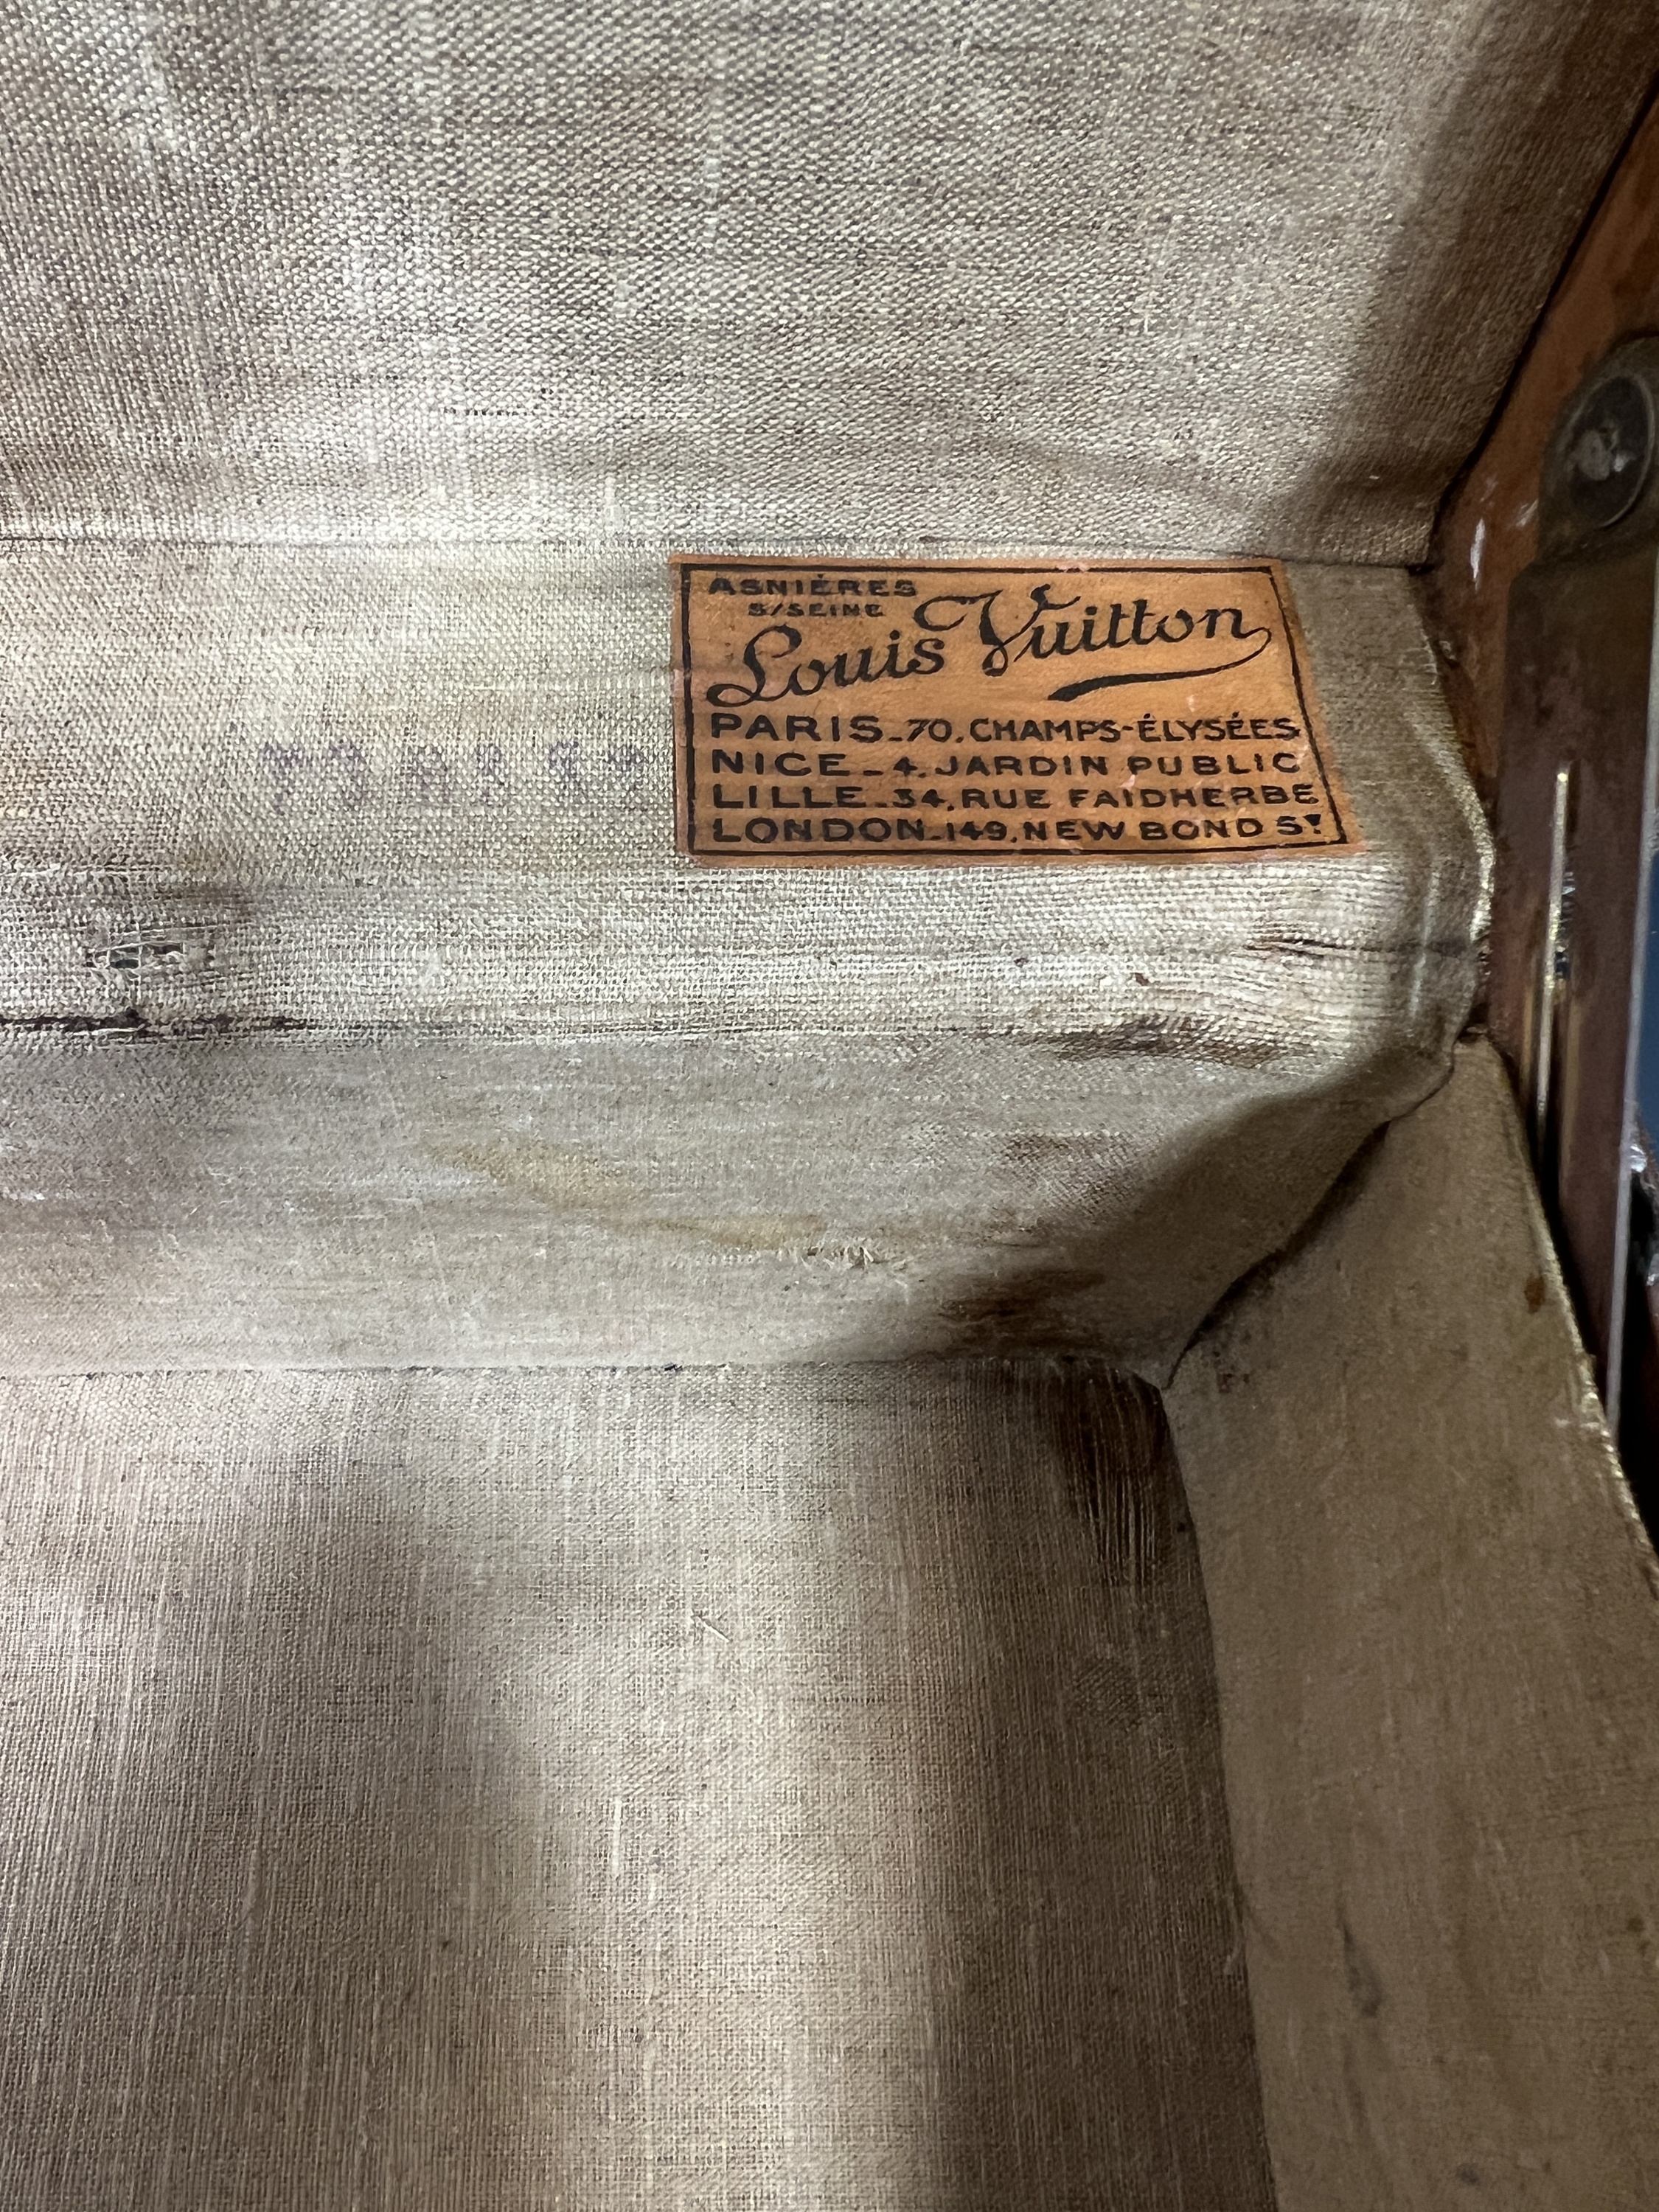 ASNIÈRES
S/SEINE
Louis Vuitton
PARIS_70.CHAMPS-ÉLYSÉES
NICE_4.JARDIN PUBLIC
LILLE_34.RUE FAIDHERBE
LONDON_149.NEW BOND ST